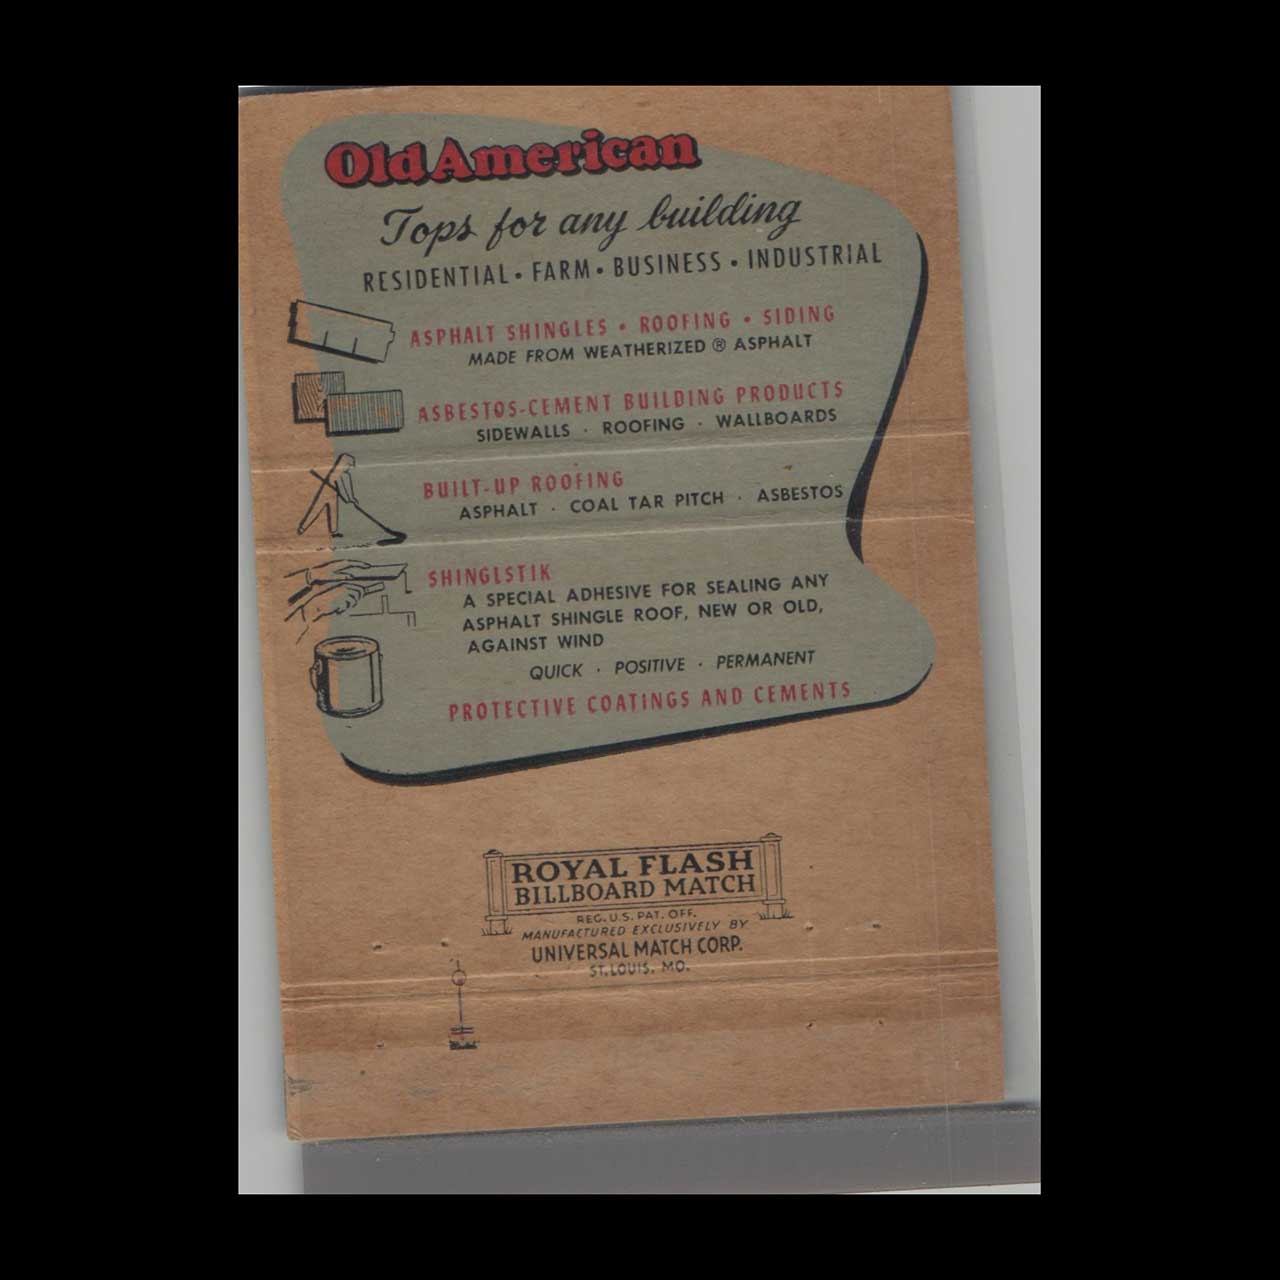 Old American
Tops for any building
RESIDENTIAL • FARM • BUSINESS • INDUSTRIAL
ASPHALT SHINGLES • ROOFING • SIDING
MADE FROM WEATHERIZED ® ASPHALT
ASBESTOS-CEMENT BUILDING PRODUCTS
SIDEWALLS · ROOFING · WALLBOARDS
BUILT-UP ROOFING
ASPHALT · COAL TAR PITCH · ASBESTOS
SHINGLSTIK
A SPECIAL ADHESIVE FOR SEALING ANY
ASPHALT SHINGLE ROOF, NEW OR OLD,
AGAINST WIND
QUICK · POSITIVE · PERMANENT
PROTECTIVE COATINGS AND CEMENTS
ROYAL FLASH
BILLBOARD MATCH
REG. U.S. PAT. OFF.
MANUFACTURED EXCLUSIVELY BY
UNIVERSAL MATCH CORP.
ST. LOUIS, MO.